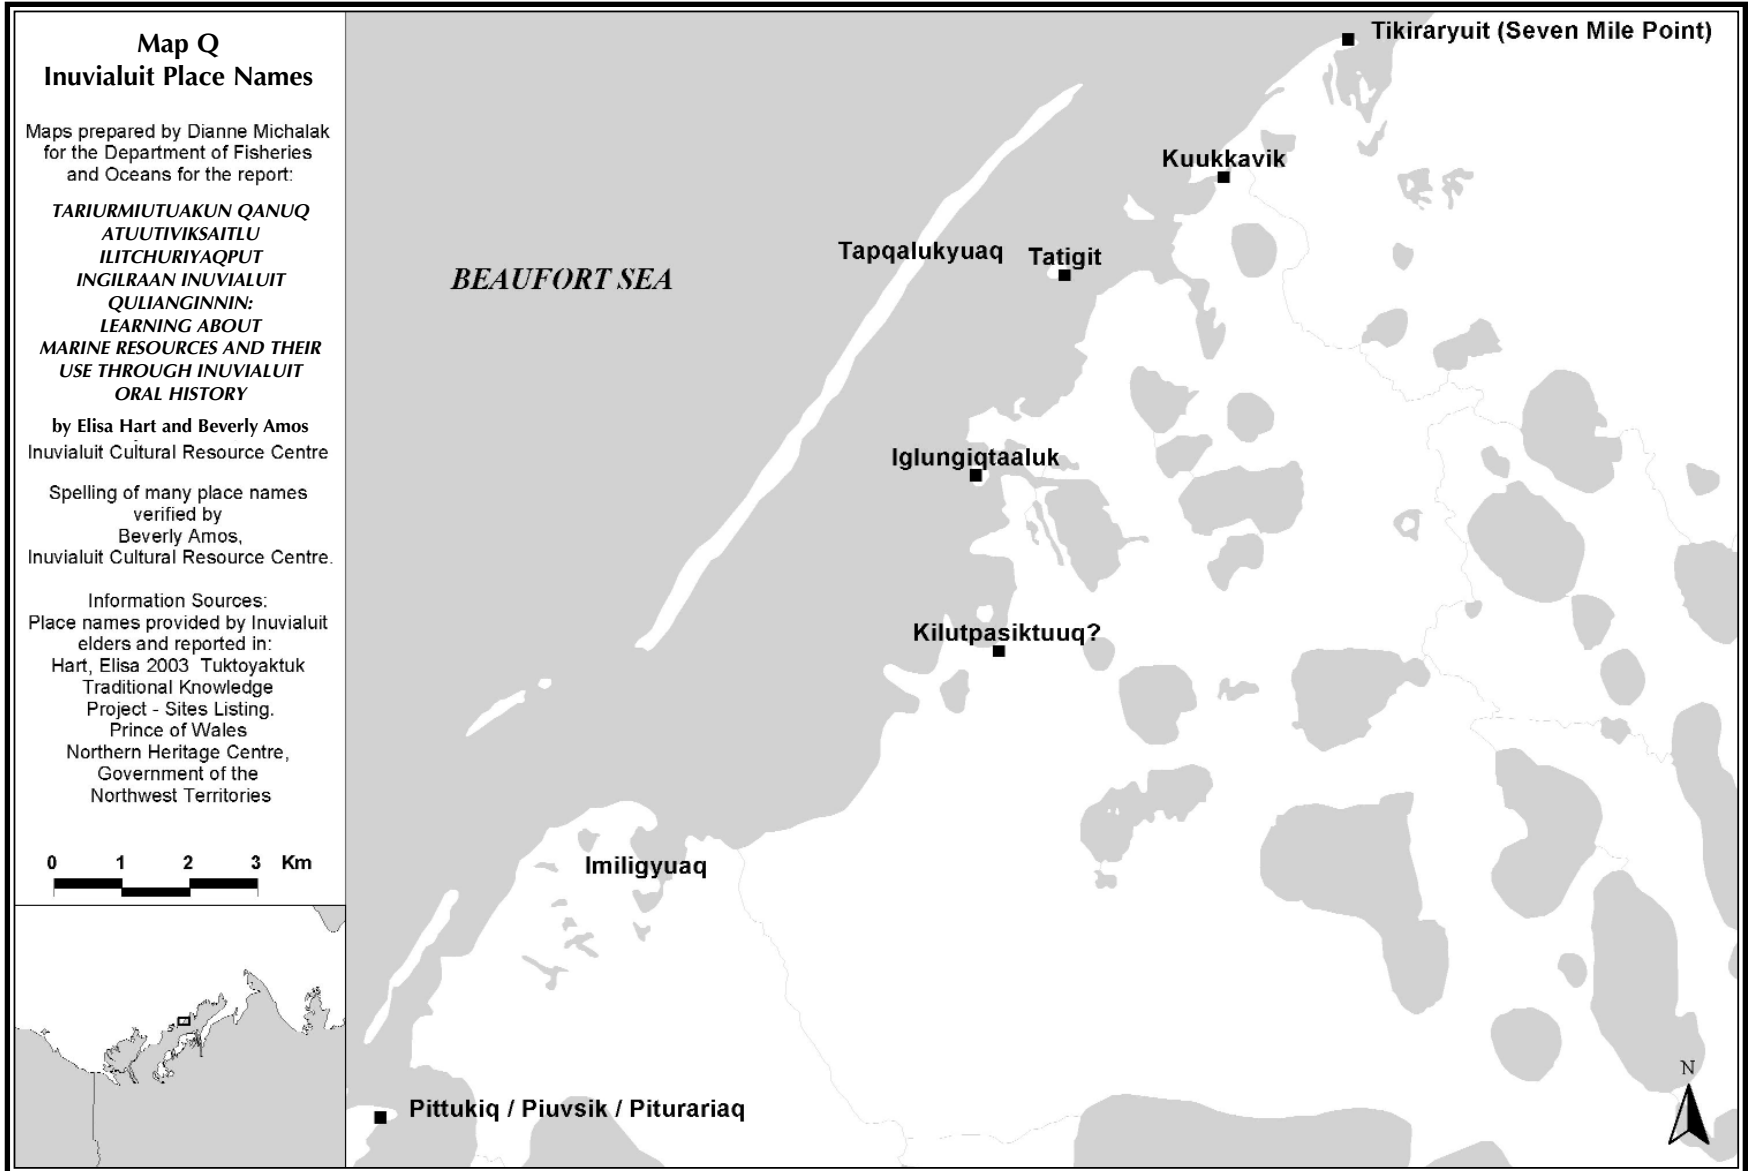 Map Q
Inuvialuit Place Names
Maps prepared by Dianne Michalak
for the Department of Fisheries
and Oceans for the report:
TARIURMIUTUAKUN QANUQ
ATUUTIVIKSAITLU
ILITCHURIYAQPUT
INGILRAAN INUVIALUIT
QULIANGINNIN:
LEARNING ABOUT
MARINE RESOURCES AND THEIR
USE THROUGH INUVIALUIT
ORAL HISTORY
by Elisa Hart and Beverly Amos
Inuvialuit Cultural Resource Centre
Spelling of many place names
verified by
Beverly Amos,
Inuvialuit Cultural Resource Centre.
Information Sources:
Place names provided by Inuvialuit
elders and reported in:
Hart, Elisa 2003 Tuktoyaktuk
Traditional Knowledge
Project - Sites Listing.
Prince of Wales
Northern Heritage Centre,
Government of the
Northwest Territories
0 1 2 3 Km
Tikiraryuit (Seven Mile Point)
Kuukkavik
Tapqalukyuaq
Tatigit
BEAUFORT SEA
Iglungiqtaaluk
Kilutpasiktuuq?
Imiligyuaq
Pittukiq / Piuvsik / Piturariaq
N